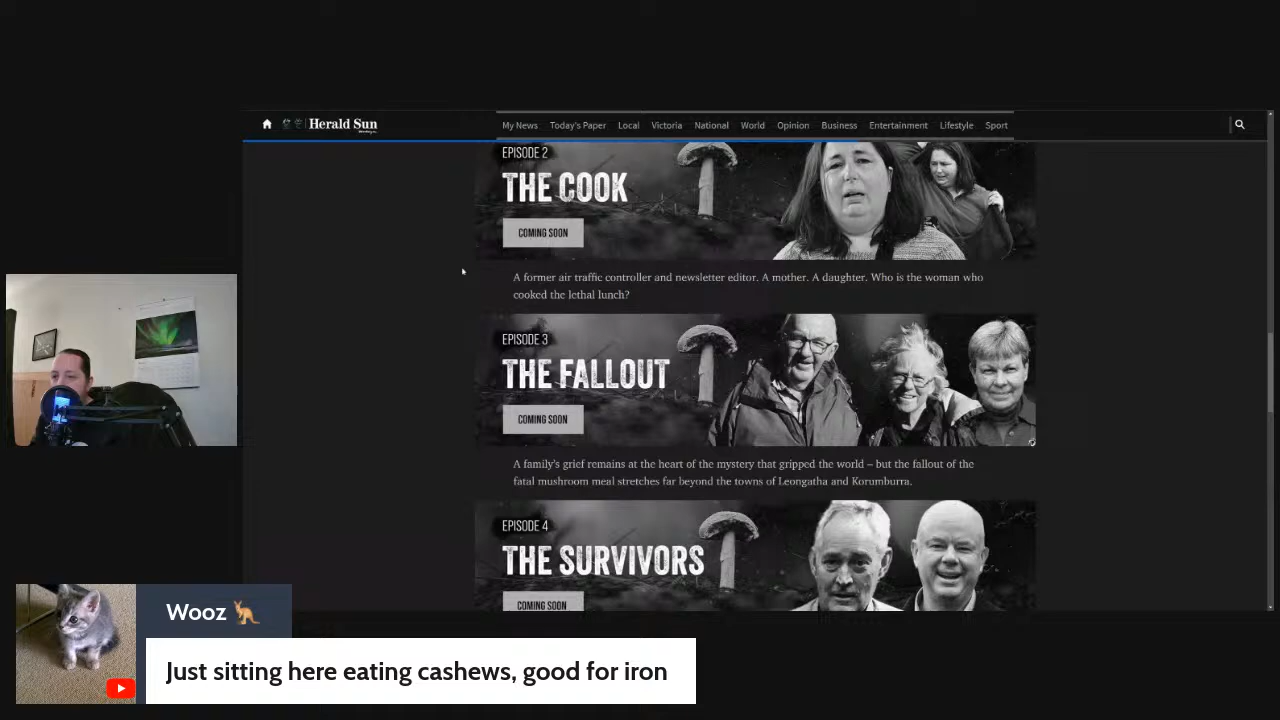 Herald Sun
My News Today's Paper Local Victoria National World Opinion Business Entertainment Lifestyle Sport
EPISODE 2
THE COOK
COMING SOON
A former air traffic controller and newsletter editor. A mother. A daughter. Who is the woman who
cooked the lethal lunch?
EPISODE 3
THE FALLOUT
COMING SOON
A family's grief remains at the heart of the mystery that gripped the world – but the fallout of the
fatal mushroom meal stretches far beyond the towns of Leongatha and Korumburra.
EPISODE 4
THE SURVIVORS
COMING SOON
Wooz 🦘
Just sitting here eating cashews, good for iron